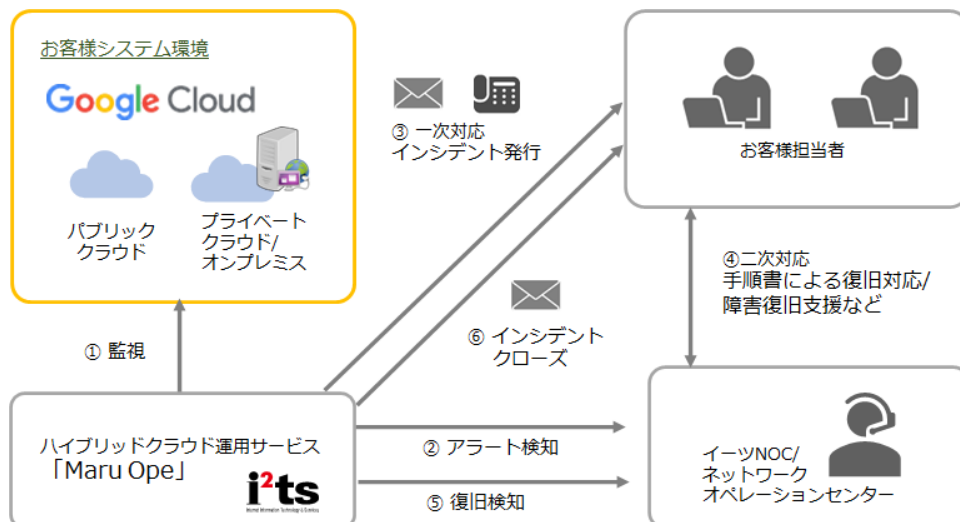 お客様システム環境
Google Cloud
パブリック
クラウド
プライベート
クラウド/
オンプレミス
③ 一次対応
インシデント発行
お客様担当者
④二次対応
手順書による復旧対応/
障害復旧支援など
① 監視
⑥ インシデント
クローズ
ハイブリッドクラウド運用サービス
「Maru Ope」
i²ts
② アラート検知
⑤ 復旧検知
イーツNOC/
ネットワーク
オペレーションセンター